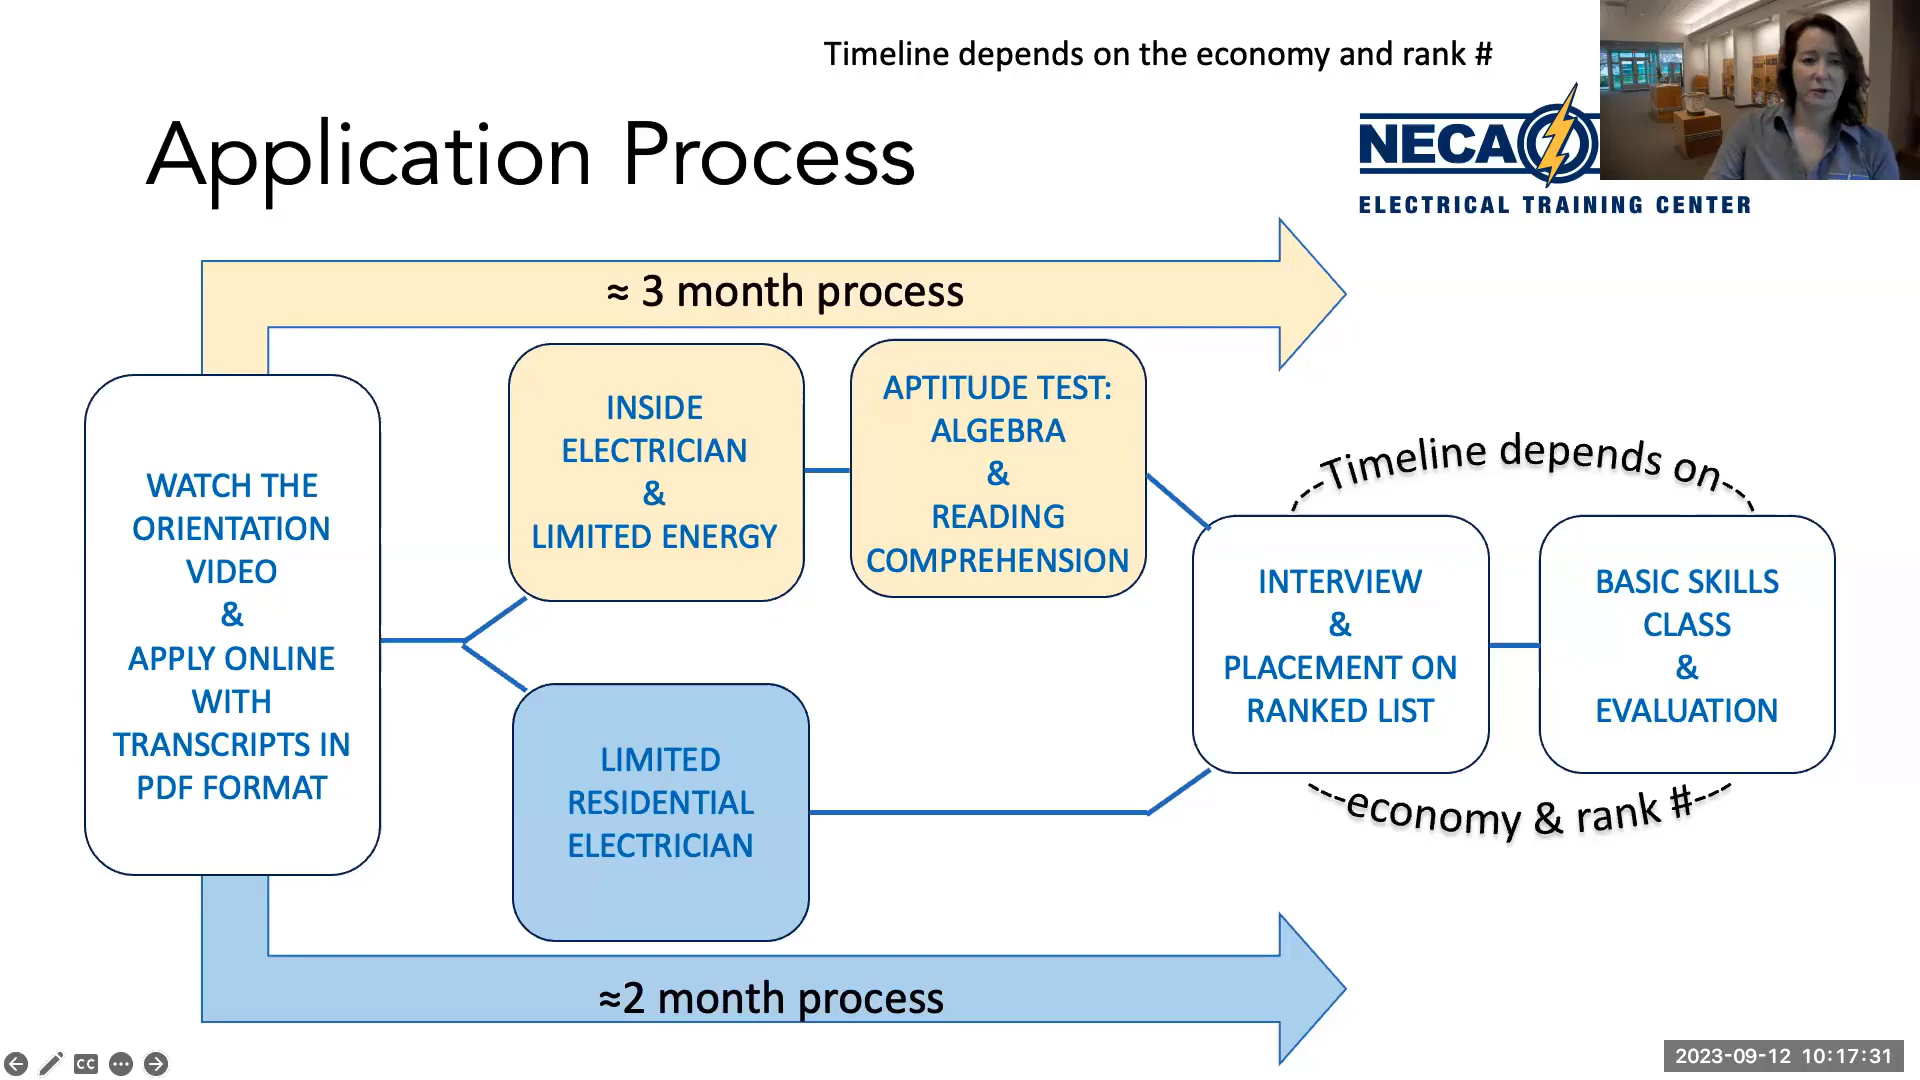 Timeline depends on the economy and rank #
Application Process
NECA
ELECTRICAL TRAINING CENTER
≈ 3 month process
WATCH THE
ORIENTATION
VIDEO
&
APPLY ONLINE
WITH
TRANSCRIPTS IN
PDF FORMAT
INSIDE
ELECTRICIAN
&
LIMITED ENERGY
APTITUDE TEST:
ALGEBRA
&
READING
COMPREHENSION
LIMITED
RESIDENTIAL
ELECTRICIAN
Timeline depends on
INTERVIEW
&
PLACEMENT ON
RANKED LIST
BASIC SKILLS
CLASS
&
EVALUATION
economy & rank #
≈2 month process
CC
2023-09-12 10:17:31